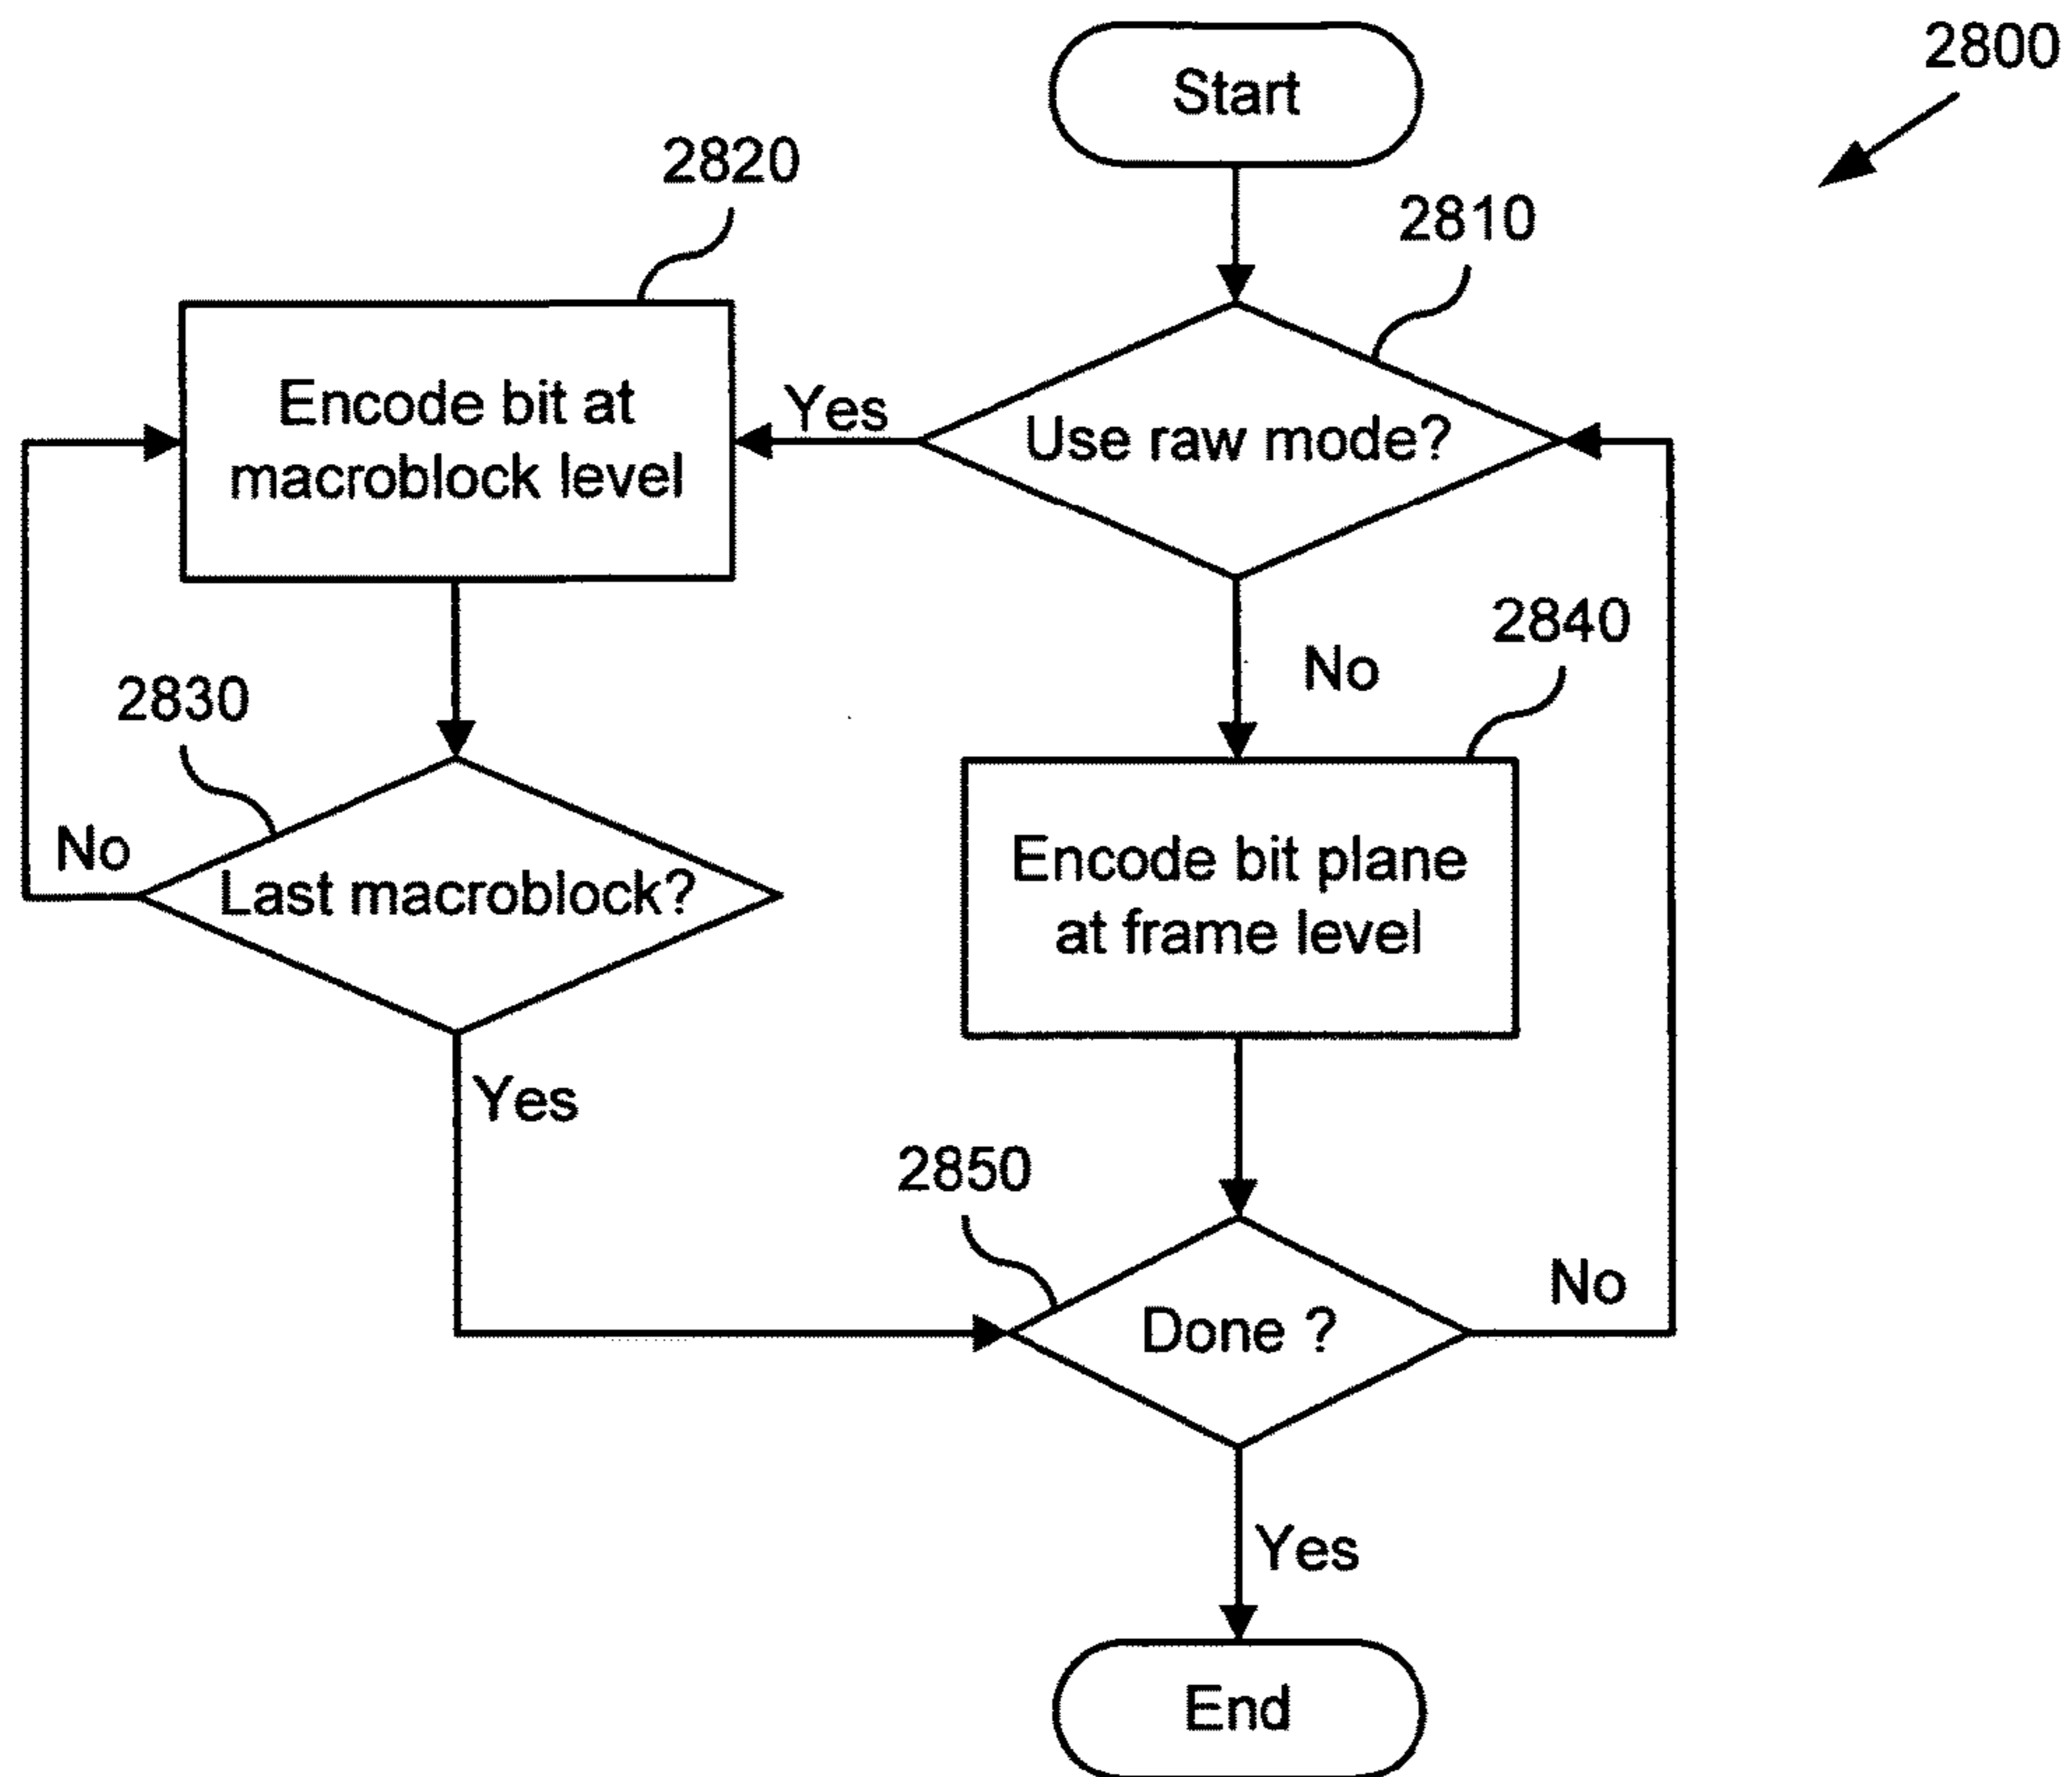 2800
Start
2820
2810
Encode bit at
macroblock level
Yes
Use raw mode?
2840
No
2830
No
Last macroblock?
Encode bit plane
at frame level
Yes
2850
Done ?
No
Yes
End